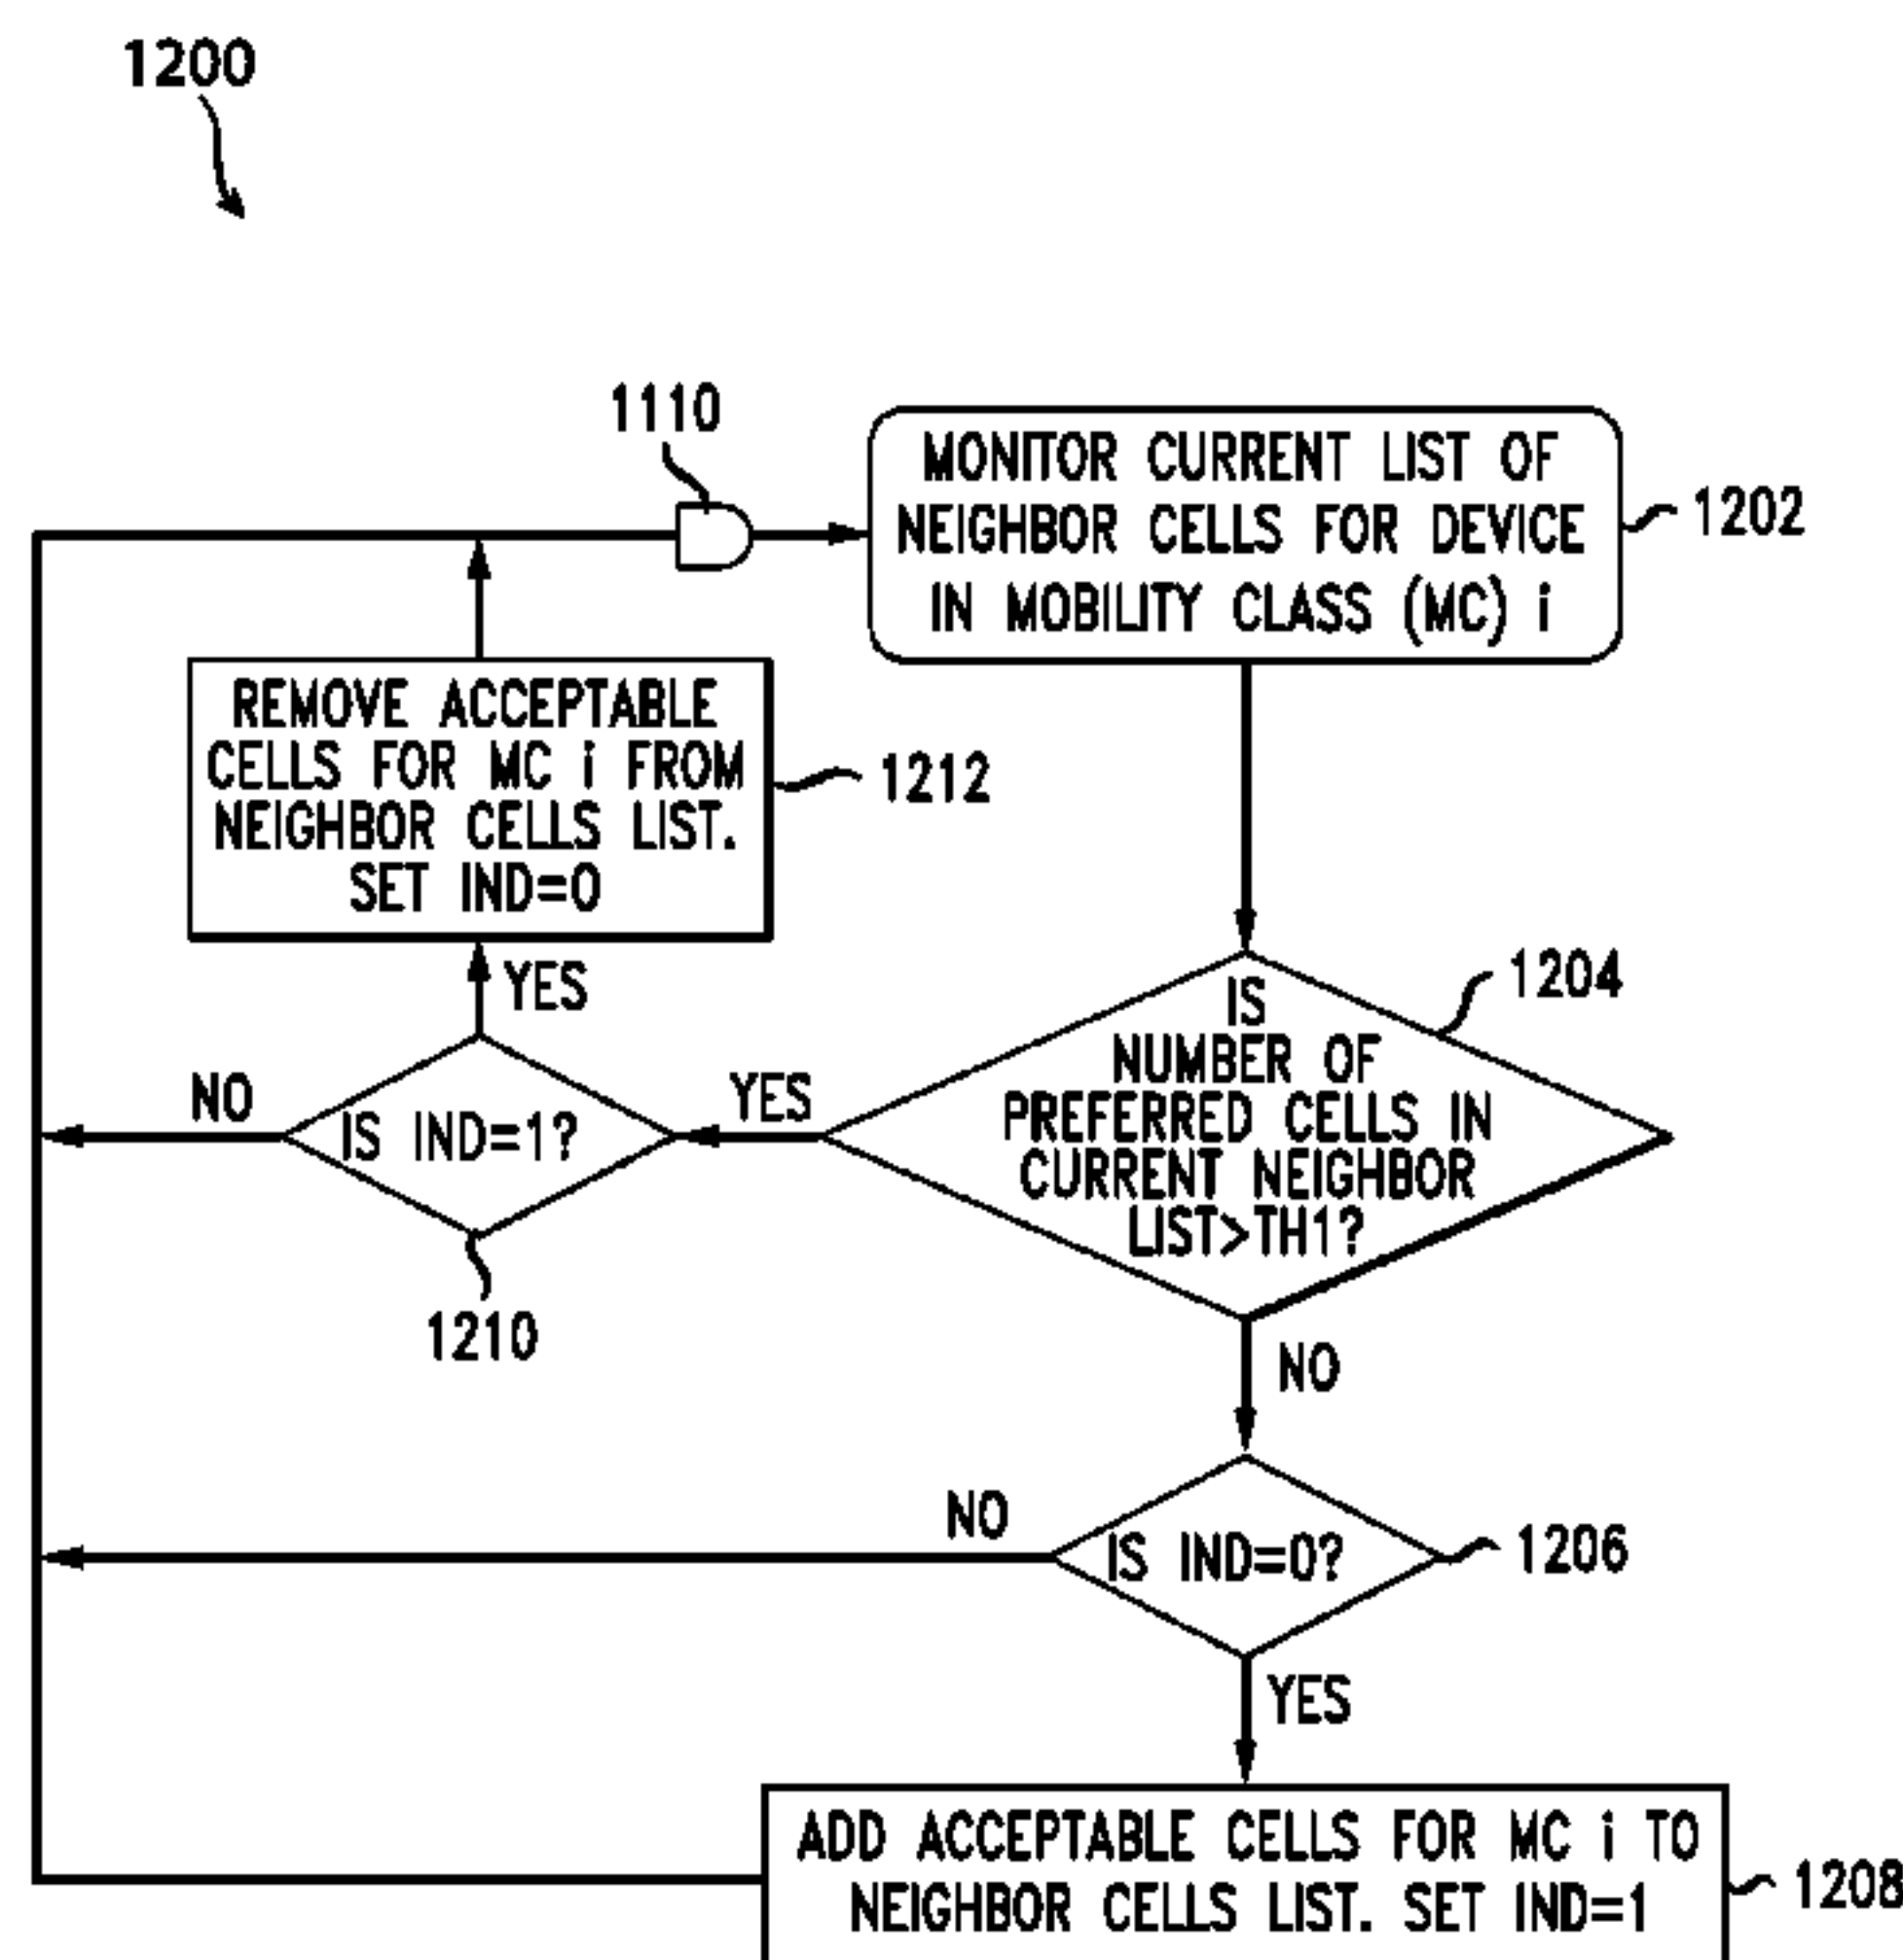 1200
1110
MONITOR CURRENT LIST OF
NEIGHBOR CELLS FOR DEVICE
IN MOBILITY CLASS (MC) i
1202
REMOVE ACCEPTABLE
CELLS FOR MC i FROM
NEIGHBOR CELLS LIST.
SET IND=0
1212
YES
1204
IS
NUMBER OF
PREFERRED CELLS IN
CURRENT NEIGHBOR
LIST>TH1?
YES
NO
IS IND=1?
1210
NO
NO
IS IND=0?
1206
YES
ADD ACCEPTABLE CELLS FOR MC i TO
NEIGHBOR CELLS LIST. SET IND=1
1208